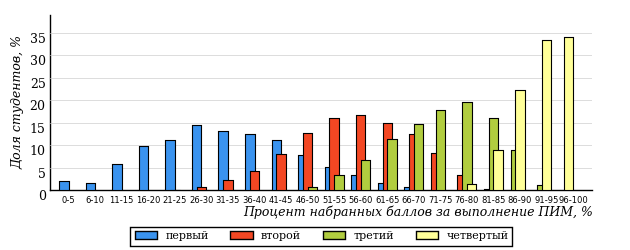 Доля студентов, %
35
30
25
20
15
10
5
0
0-5 6-10 11-15 16-20 21-25 26-30 31-35 36-40 41-45 46-50 51-55 56-60 61-65 66-70 71-75 76-80 81-85 86-90 91-95 96-100
Процент набранных баллов за выполнение ПИМ, %
первый второй третий четвертый